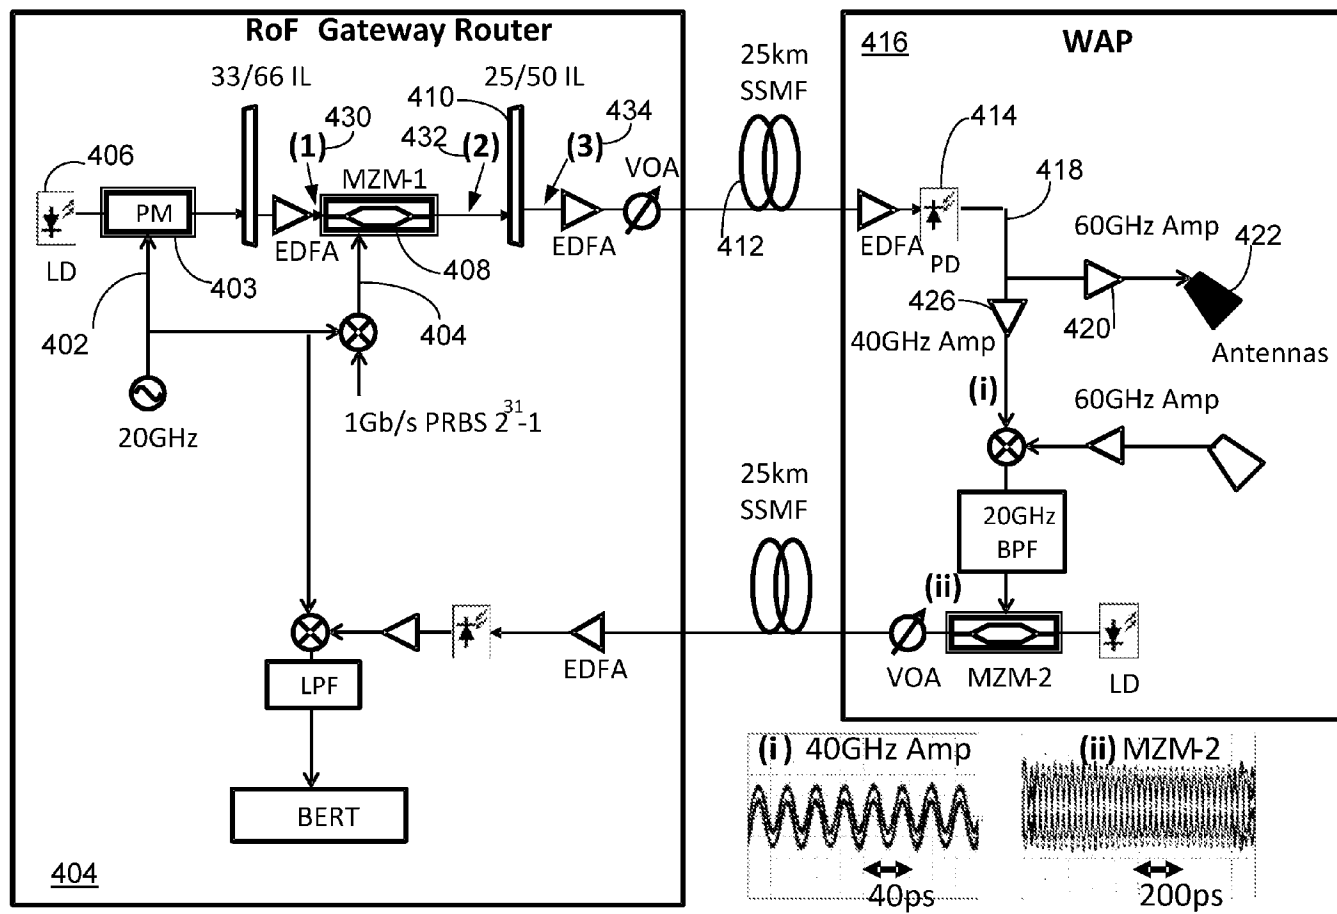 RoF Gateway Router
33/66 IL
25/50 IL
410
430
434
(1)
432
(2)
(3)
406
MZM-1
VOA
PM
EDFA
EDFA
LD
403
408
402
404
20GHz
1Gb/s PRBS 2^31-1
LPF
BERT
EDFA
404
25km
SSMF
412
25km
SSMF
416
WAP
414
418
EDFA
PD
60GHz Amp
422
426
420
40GHz Amp
Antennas
(i)
60GHz Amp
20GHz
BPF
(ii)
VOA
MZM-2
LD
(i) 40GHz Amp
(ii) MZM-2
40ps
200ps